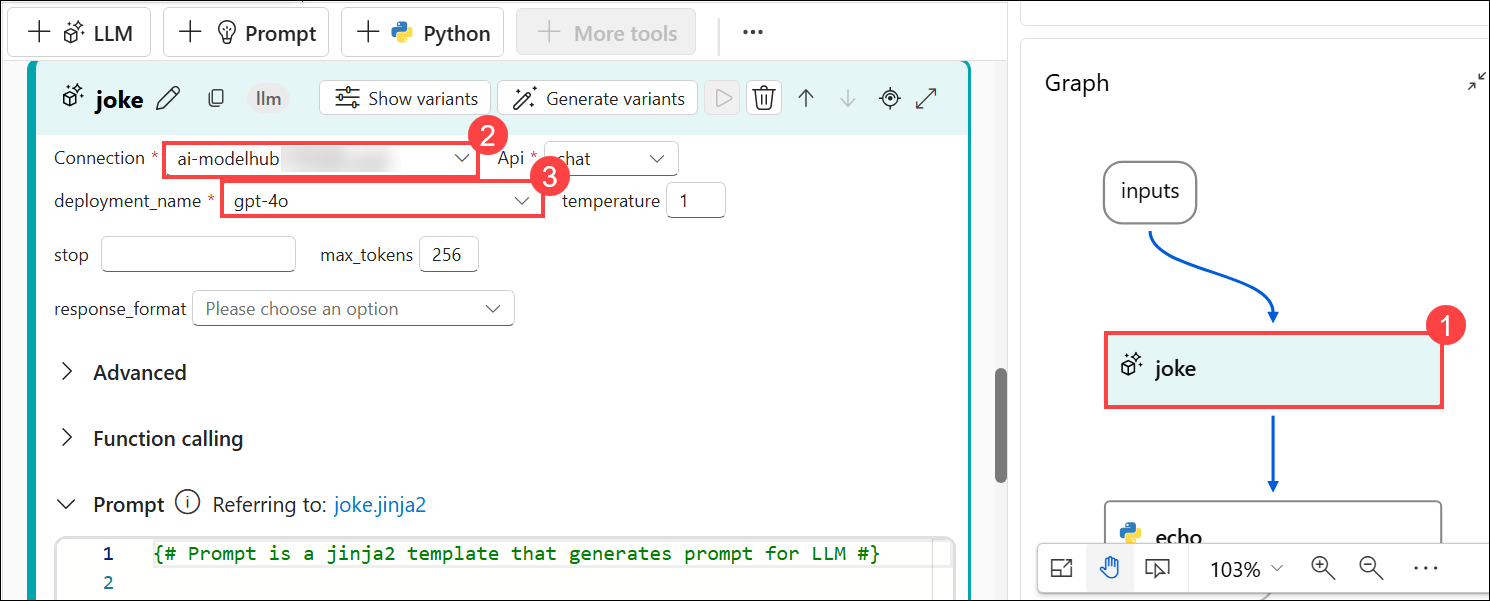 LLM Prompt Python More tools ...
joke llm Show variants Generate variants
2
Connection * ai-modelhub Api * chat
3
deployment_name * gpt-4o temperature 1
stop max_tokens 256
response_format Please choose an option
Advanced
Function calling
Prompt Referring to: joke.jinja2
1 {# Prompt is a jinja2 template that generates prompt for LLM #}
2
Graph
inputs
1
joke
echo
103% ...